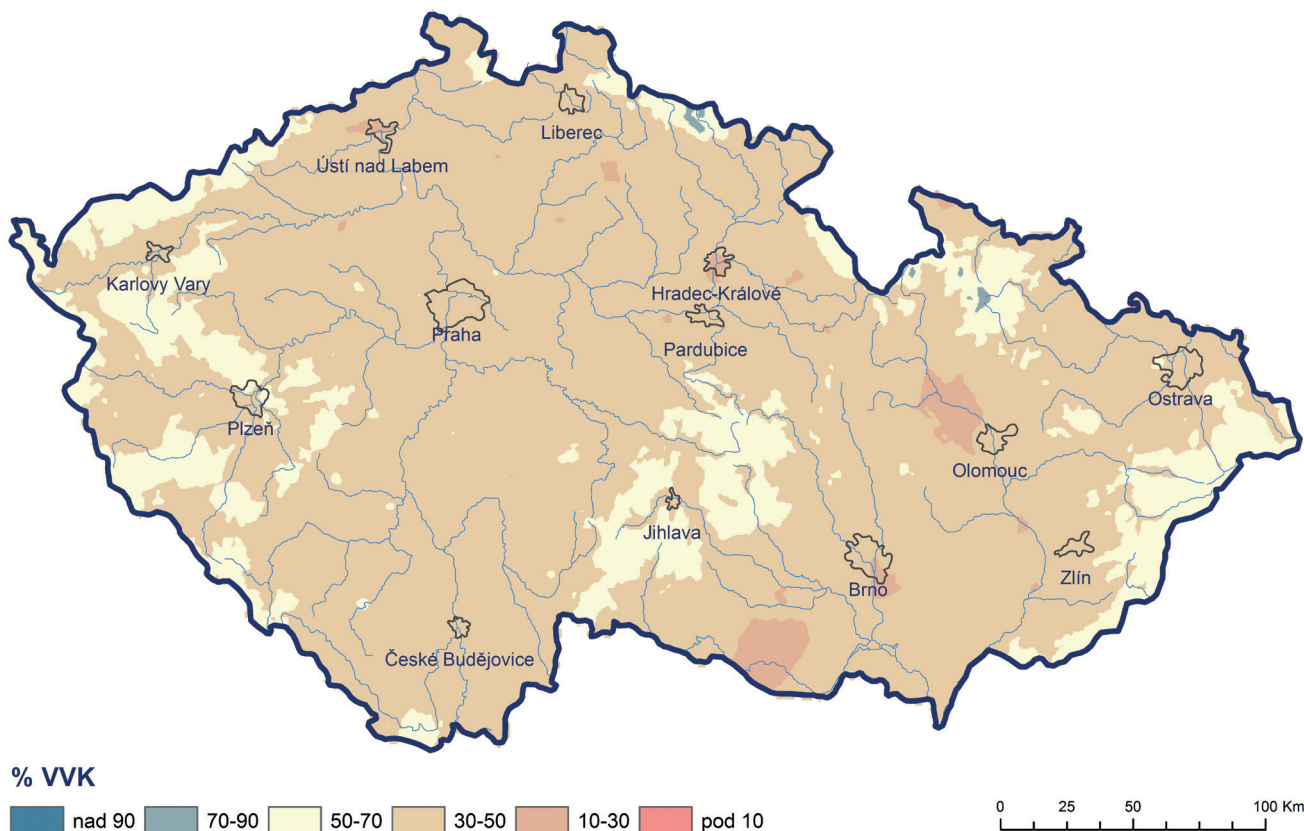 Liberec
Ústí nad Labem
Karlovy Vary
Hradec-Králové
Praha
Pardubice
Ostrava
Plzeň
Olomouc
Jihlava
Zlín
Brno
České Budějovice
% VVK
nad 90 70-90 50-70 30-50 10-30 pod 10
0 25 50 100 Km